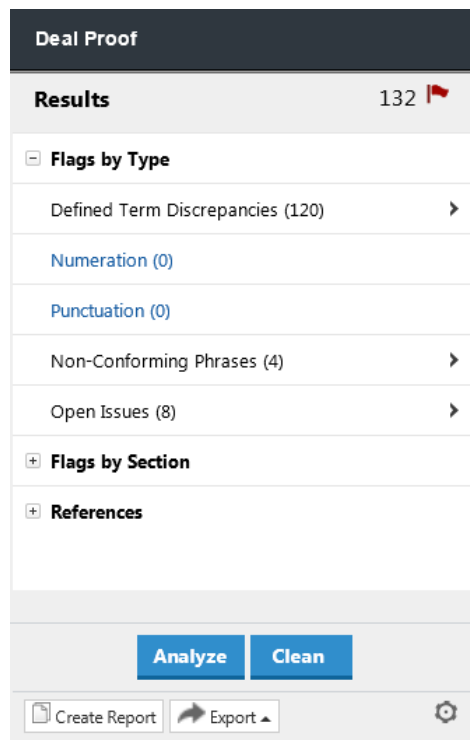 Deal Proof
Results 132
Flags by Type
Defined Term Discrepancies (120)
Numeration (0)
Punctuation (0)
Non-Conforming Phrases (4)
Open Issues (8)
Flags by Section
References
Analyze Clean
Create Report Export